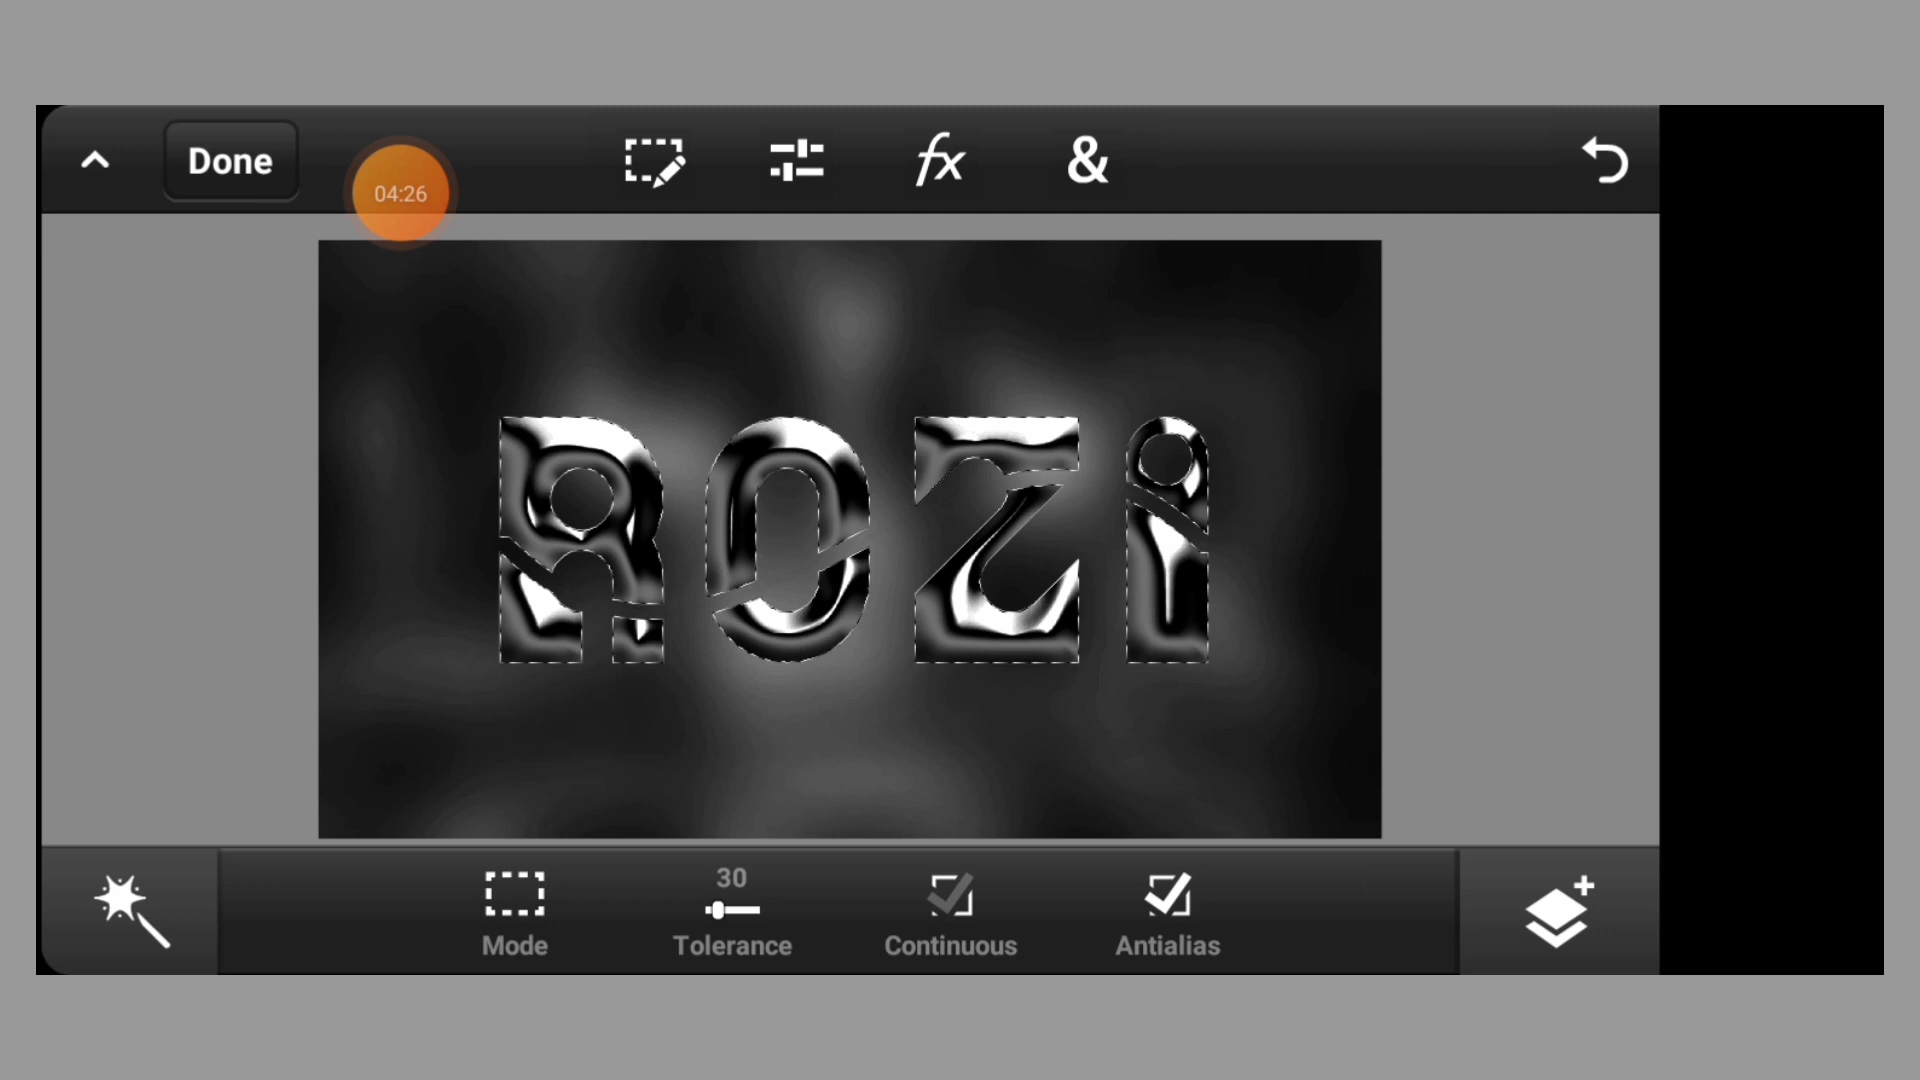 Done
04:26
fx
&
ROZi
30
Mode
Tolerance
Continuous
Antialias